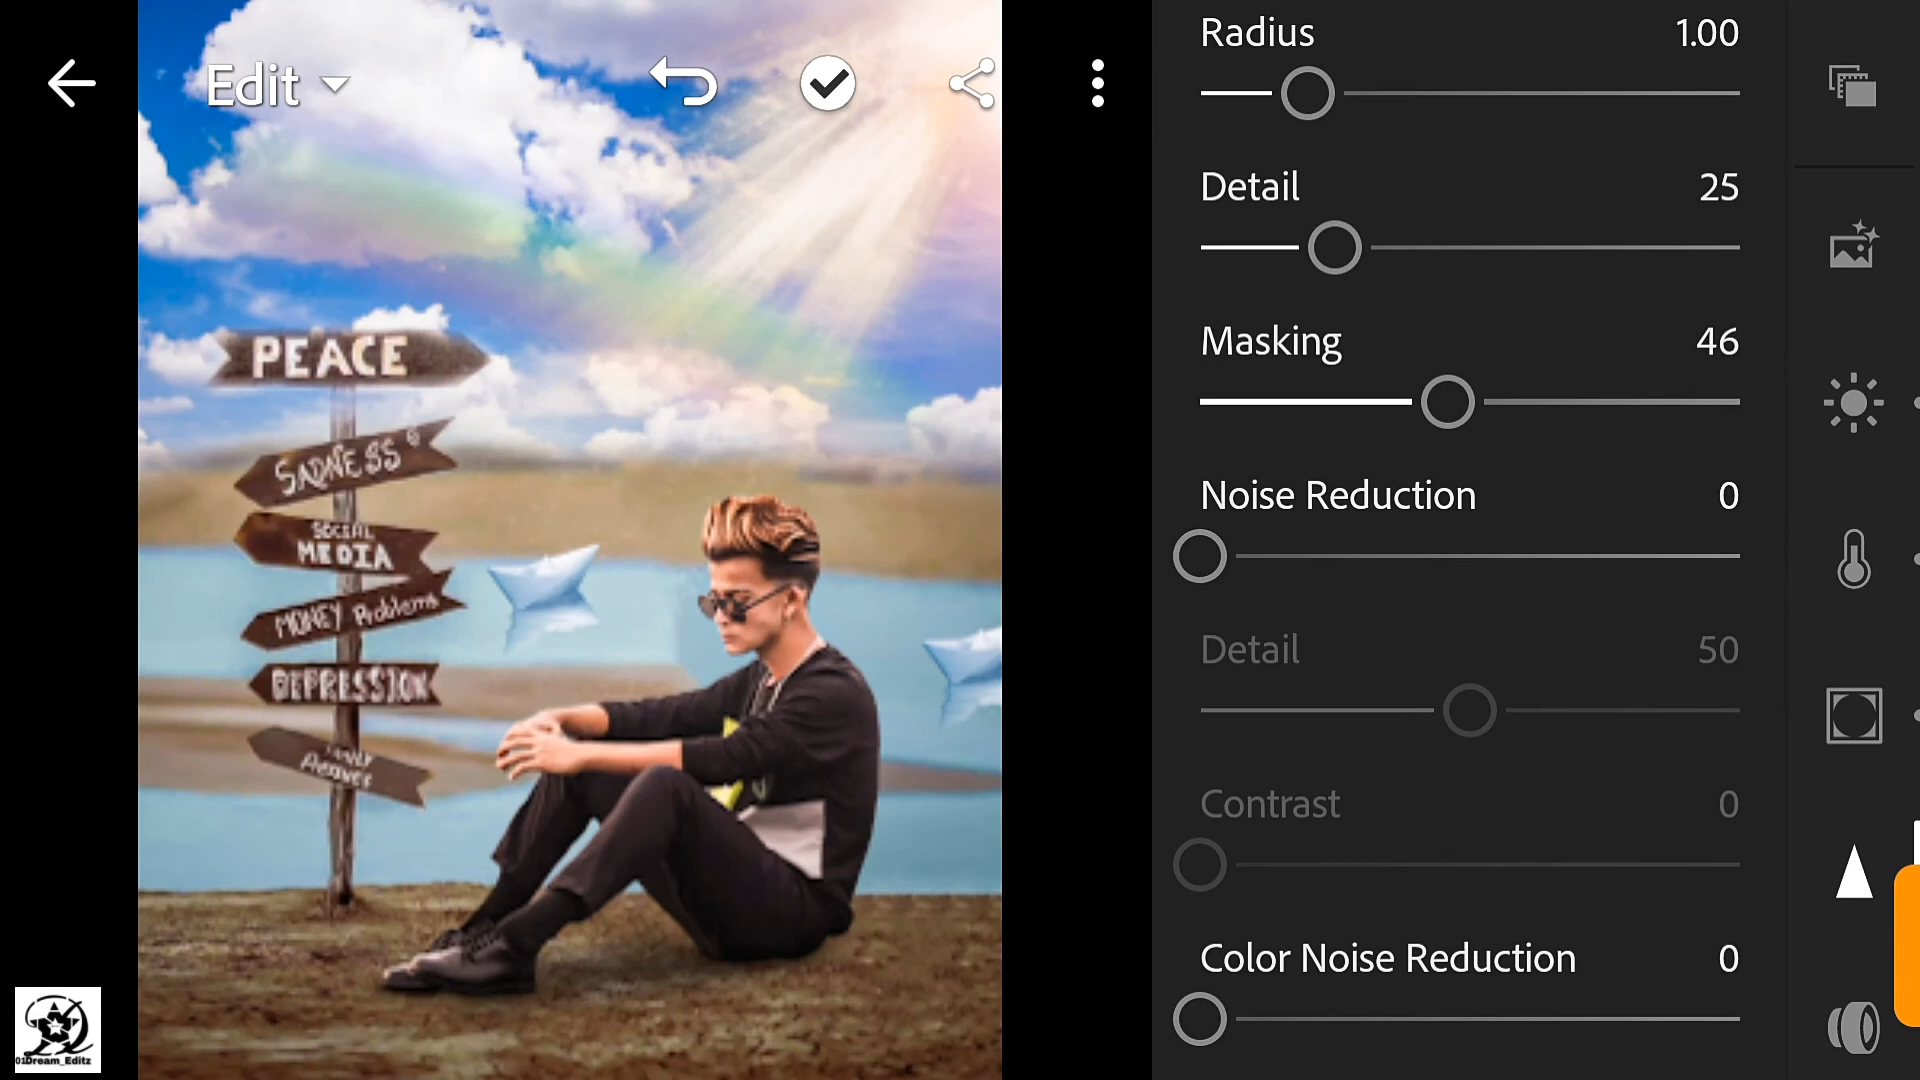 Edit
PEACE
SADNESS
SOCIAL
MEDIA
MONEY Problems
DEPRESSION
Radius 1.00
Detail 25
Masking 46
Noise Reduction 0
Detail 50
Contrast 0
Color Noise Reduction 0
01Dream_Editz